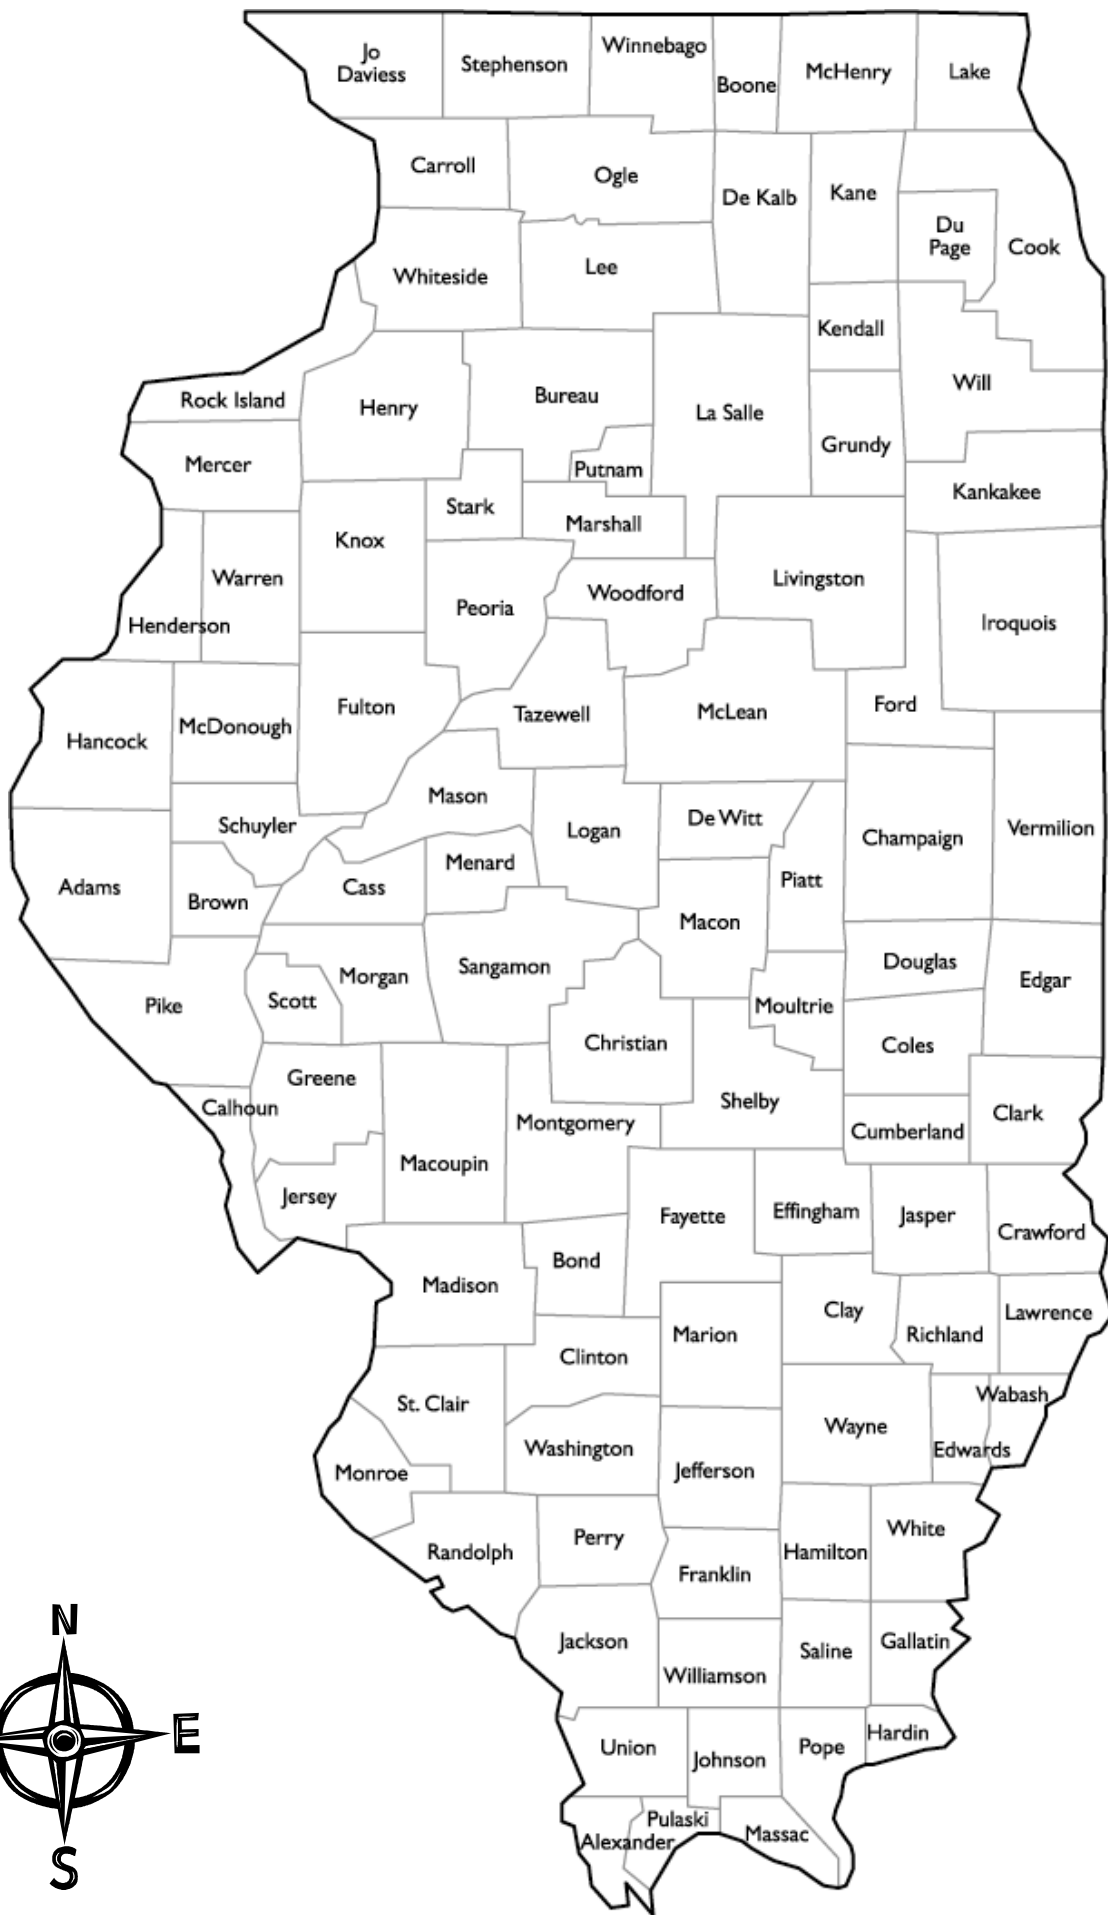 Jo
Daviess
Stephenson
Winnebago
Boone
McHenry
Lake
Carroll
Ogle
De Kalb
Kane
Du
Page
Cook
Whiteside
Lee
Kendall
Will
Rock Island
Henry
Bureau
La Salle
Grundy
Mercer
Putnam
Kankakee
Stark
Marshall
Knox
Warren
Henderson
Peoria
Woodford
Livingston
Iroquois
Hancock
McDonough
Fulton
Tazewell
McLean
Ford
Schuyler
Mason
Logan
De Witt
Champaign
Vermilion
Adams
Brown
Cass
Menard
Piatt
Macon
Pike
Scott
Morgan
Sangamon
Christian
Moultrie
Douglas
Edgar
Coles
Greene
Calhoun
Montgomery
Shelby
Cumberland
Clark
Jersey
Macoupin
Fayette
Effingham
Jasper
Crawford
Madison
Bond
Clay
Richland
Lawrence
Marion
Clinton
St. Clair
Wabash
Wayne
Edwards
Washington
Monroe
Jefferson
Randolph
Perry
Hamilton
White
Franklin
Jackson
Williamson
Saline
Gallatin
Union
Johnson
Pope
Hardin
Pulaski
Alexander
Massac
N
E
S